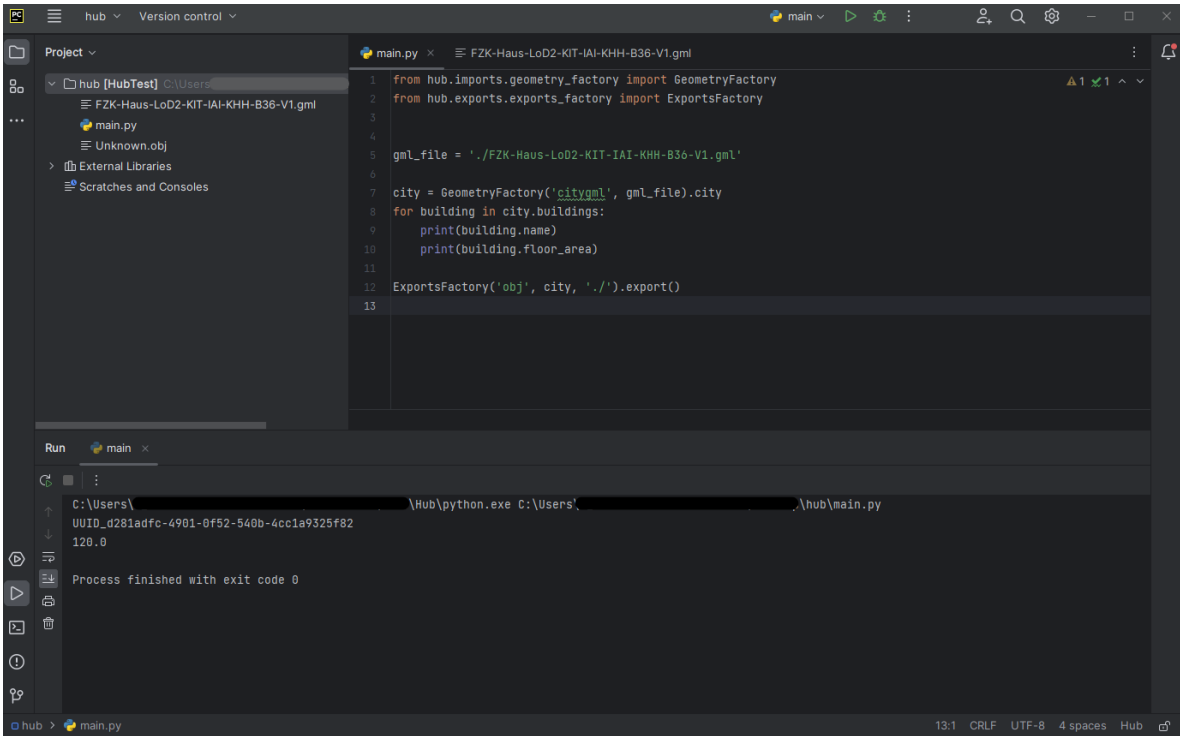 PC hub Version control main
Project
hub [HubTest] C:\Users
FZK-Haus-LoD2-KIT-IAI-KHH-B36-V1.gml
main.py
Unknown.obj
External Libraries
Scratches and Consoles
main.py FZK-Haus-LoD2-KIT-IAI-KHH-B36-V1.gml
1 from hub.imports.geometry_factory import GeometryFactory
1 1
2 from hub.exports.exports_factory import ExportsFactory
3
4
5 gml_file = './FZK-Haus-LoD2-KIT-IAI-KHH-B36-V1.gml'
6
7 city = GeometryFactory('citygml', gml_file).city
8 for building in city.buildings:
9     print(building.name)
10     print(building.floor_area)
11
12 ExportsFactory('obj', city, './').export()
13
Run main
C:\Users\ \Hub\python.exe C:\Users\ \hub\main.py
UUID_d281adfc-4901-0f52-540b-4cc1a9325f82
120.0
Process finished with exit code 0
hub > main.py 13:1 CRLF UTF-8 4 spaces Hub